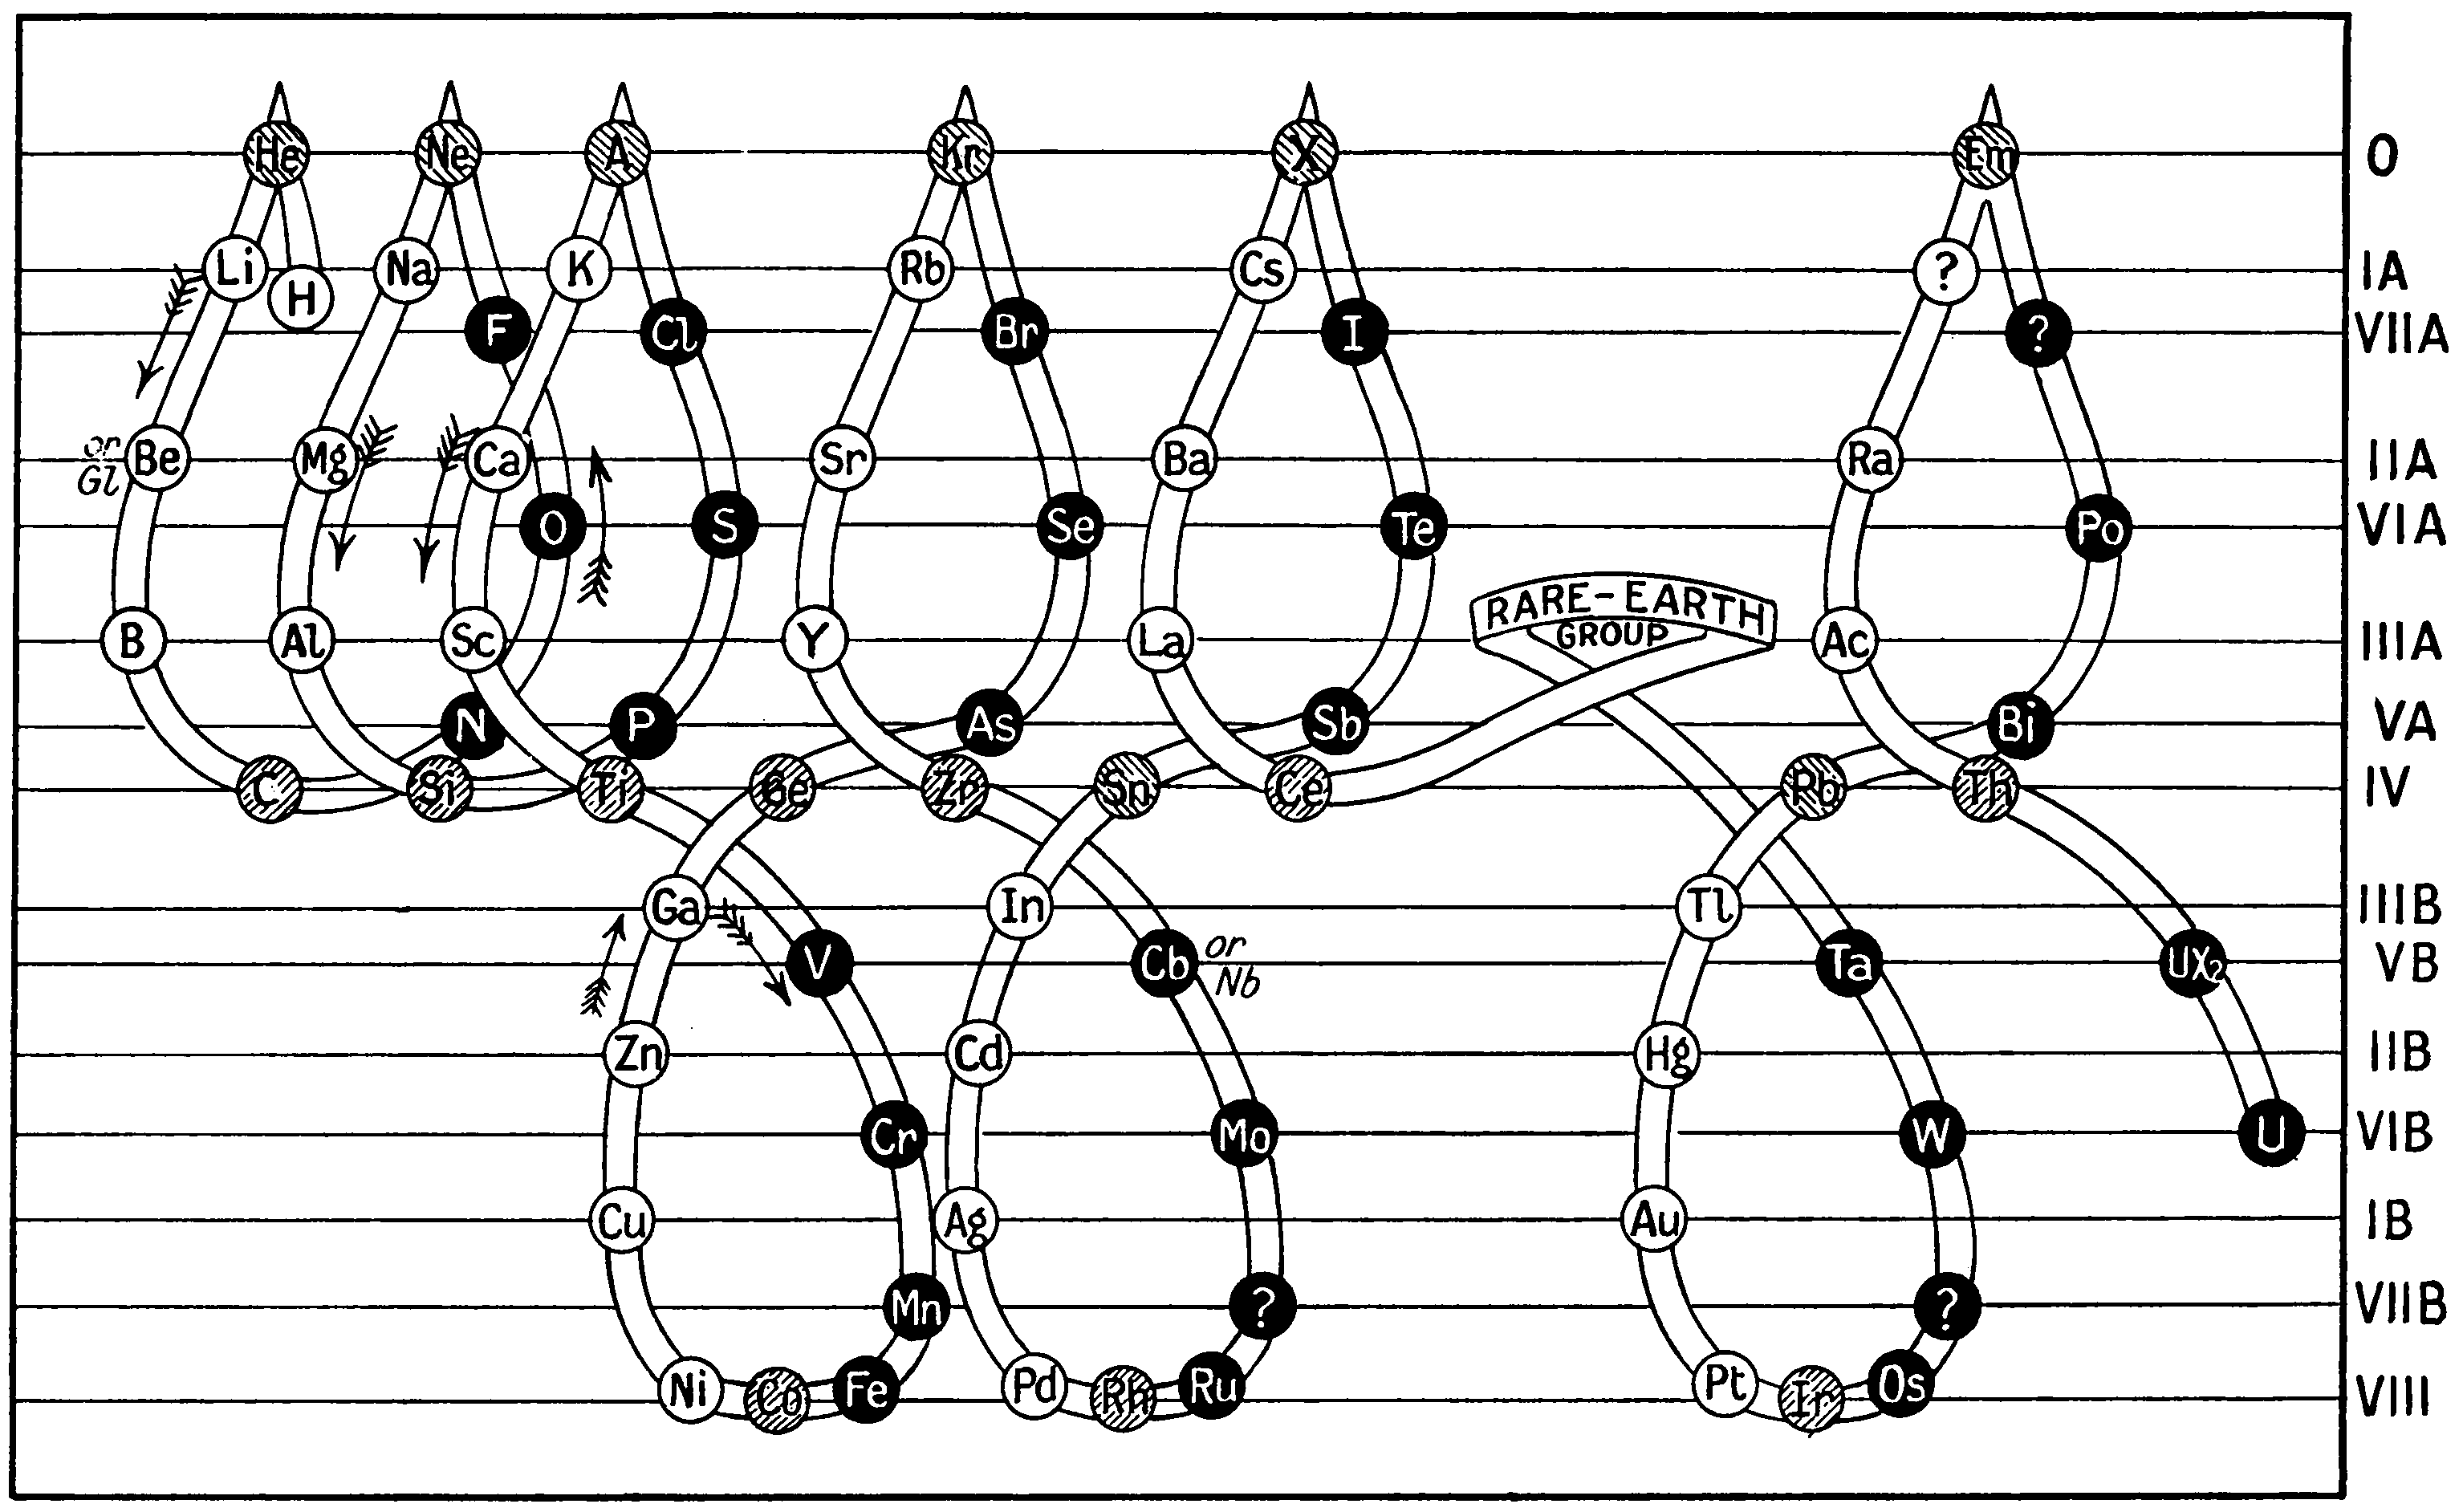 He Ne A Kr X Em O
Li Na K Rb Cs ? IA
H
F Cl Br I ? VIIA
or
Gl
Be Mg Ca Sr Ba Ra IIA
O S Se Te Po VIA
RARE-EARTH
GROUP
B Al Sc Y La Ac IIIA
N P As Sb Bi VA
C Si Ti Ge Zr Sn Ce Pb Th IV
Ga In Tl IIIB
V Cb or Nb Ta UX2 VB
Zn Cd Hg IIB
Cr Mo W U VIB
Cu Ag Au IB
Mn ? ? VIIB
Ni Co Fe Pd Rh Ru Pt Ir Os VIII